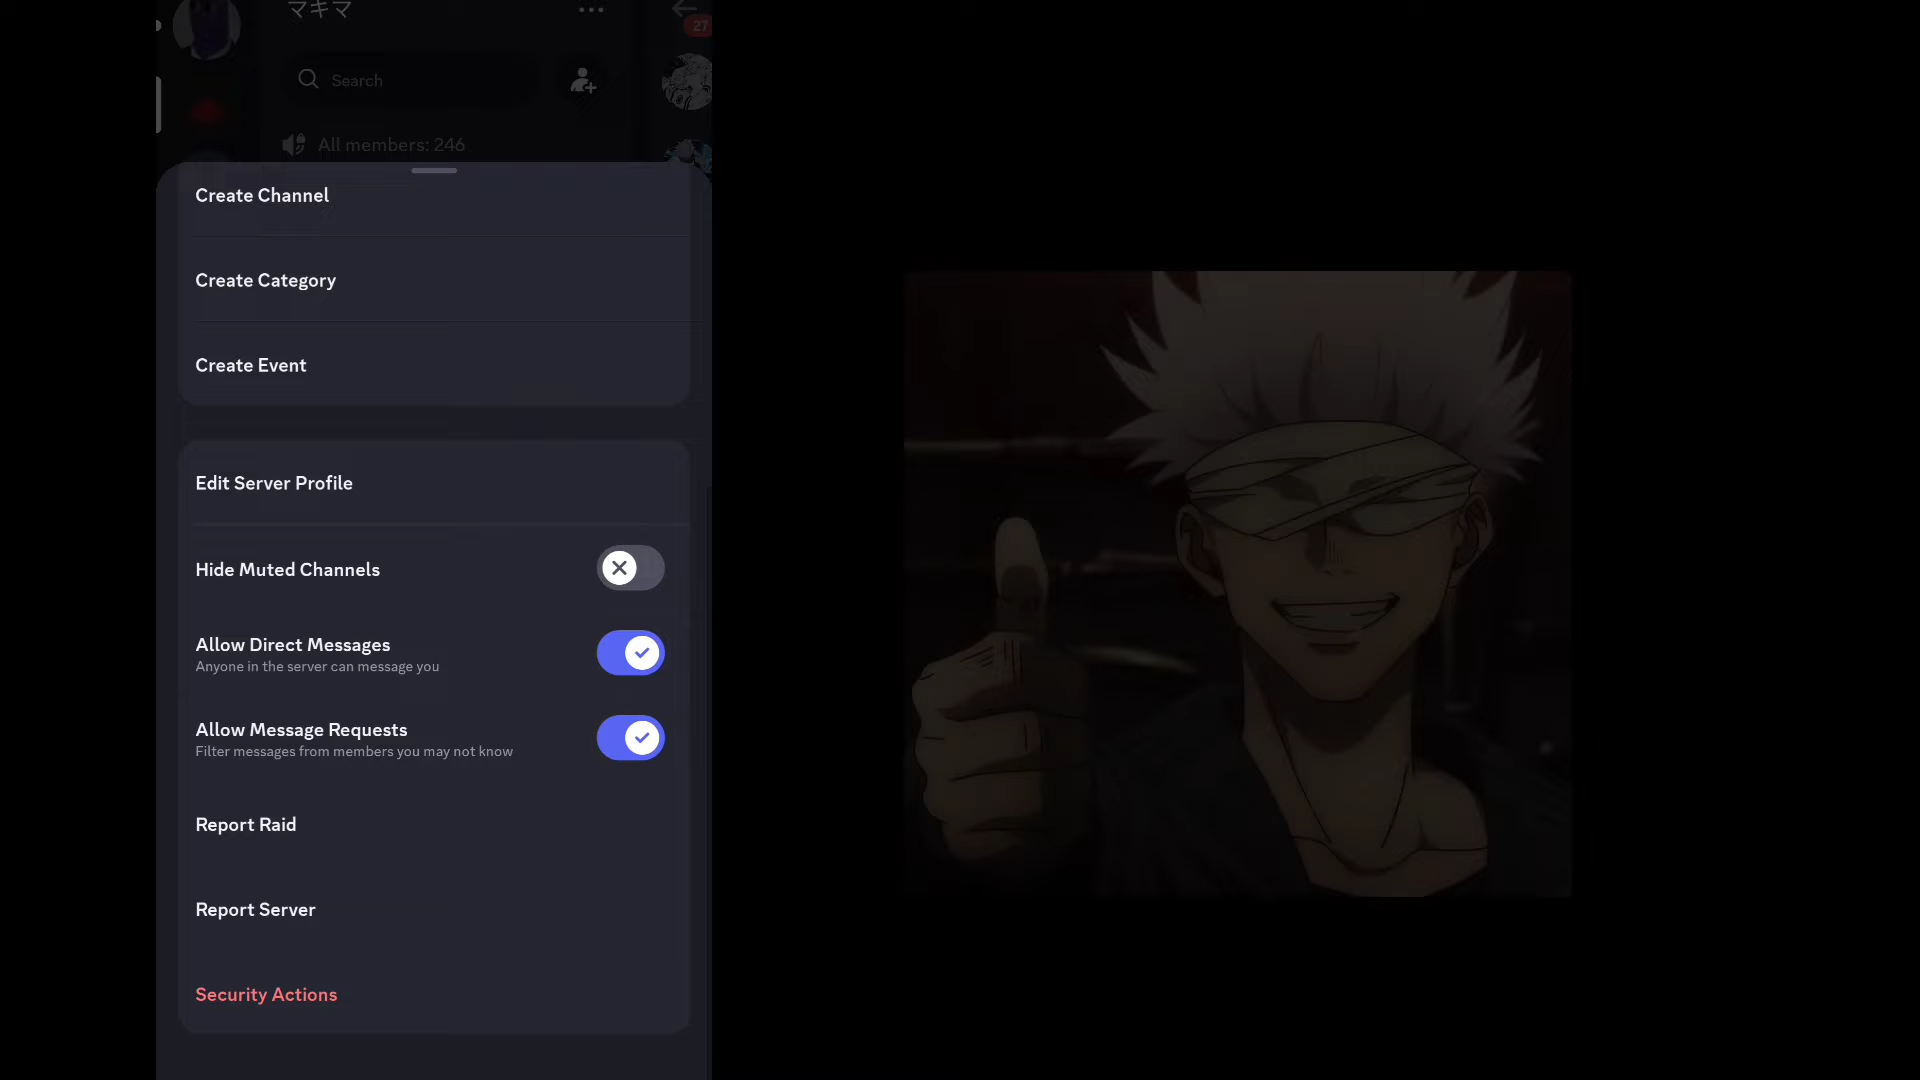 マキマ
27
Search
All members: 246
Create Channel
Create Category
Create Event
Edit Server Profile
Hide Muted Channels
Allow Direct Messages
Anyone in the server can message you
Allow Message Requests
Filter messages from members you may not know
Report Raid
Report Server
Security Actions